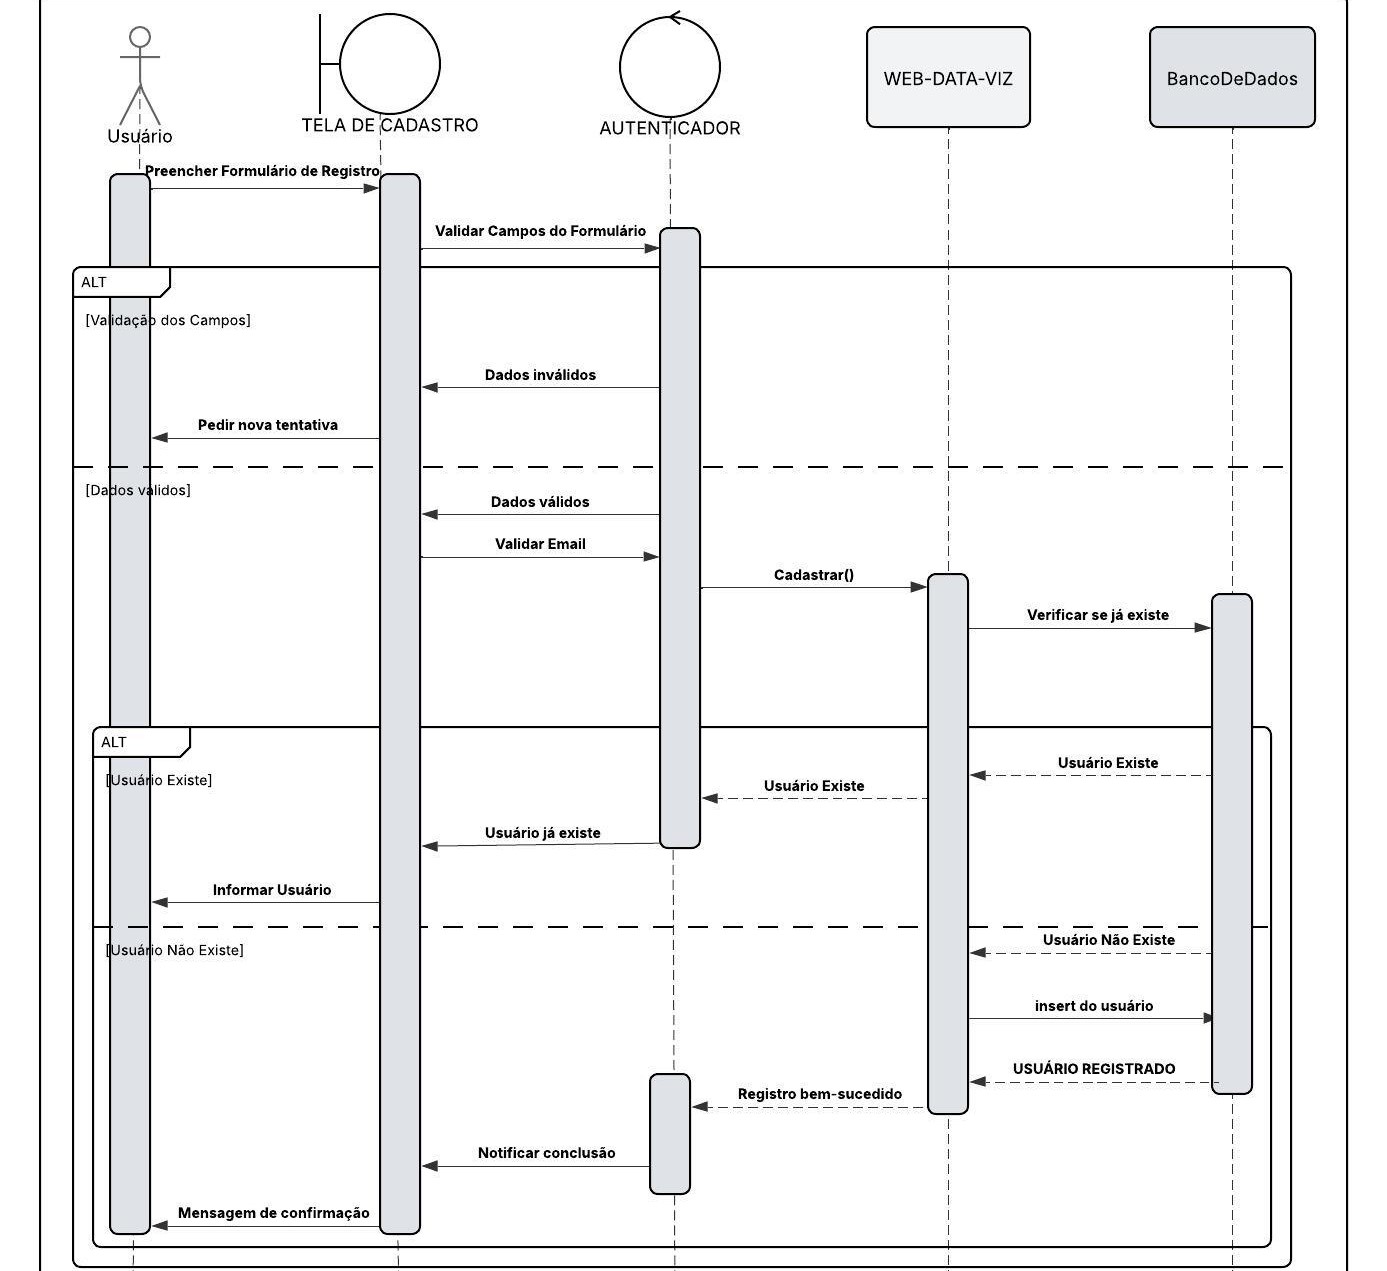 Usuário
TELA DE CADASTRO
AUTENTICADOR
WEB-DATA-VIZ
BancoDeDados
Preencher Formulário de Registro
Validar Campos do Formulário
ALT
[Validação dos Campos]
Dados inválidos
Pedir nova tentativa
[Dados válidos]
Dados válidos
Validar Email
Cadastrar()
Verificar se já existe
ALT
[Usuário Existe]
Usuário Existe
Usuário Existe
Usuário já existe
Informar Usuário
[Usuário Não Existe]
Usuário Não Existe
insert do usuário
USUÁRIO REGISTRADO
Registro bem-sucedido
Notificar conclusão
Mensagem de confirmação